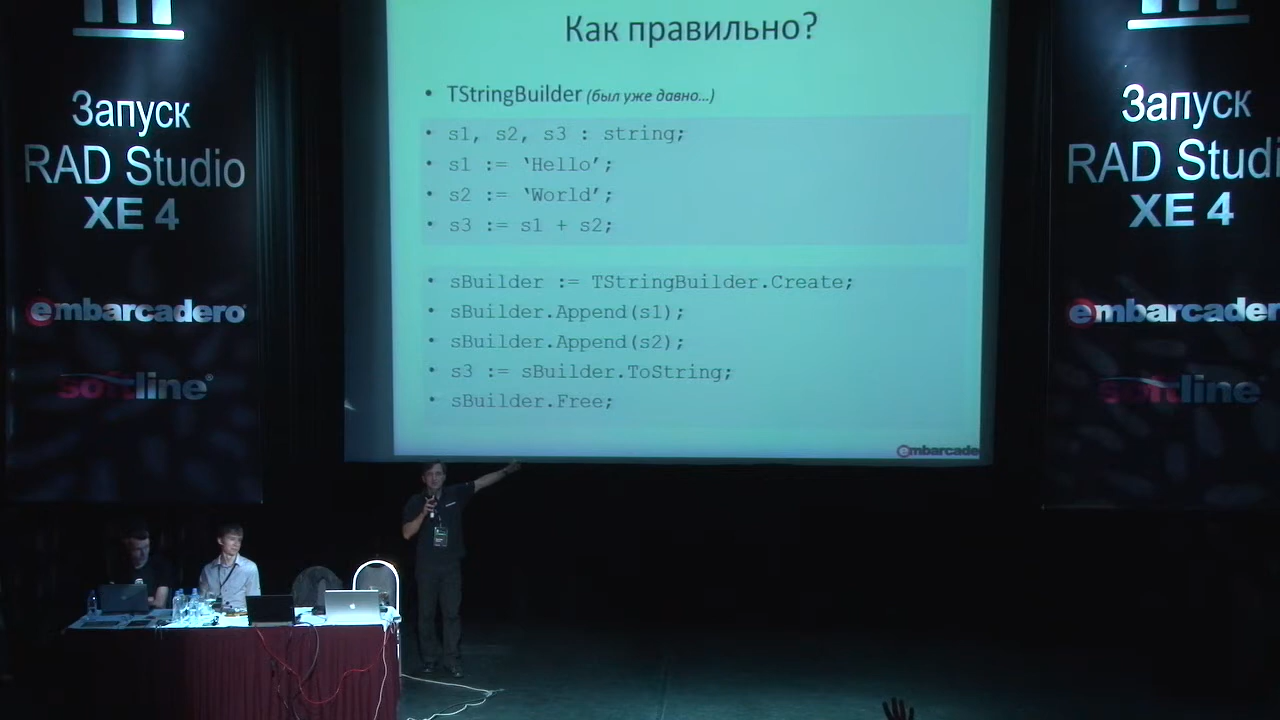 Как правильно?
• TStringBuilder (был уже давно…)
• s1, s2, s3 : string;
• s1 := ‘Hello’;
• s2 := ‘World’;
• s3 := s1 + s2;
• sBuilder := TStringBuilder.Create;
• sBuilder.Append(s1);
• sBuilder.Append(s2);
• s3 := sBuilder.ToString;
• sBuilder.Free;
embarcade
Запуск
RAD Studio
XE 4
embarcadero
softline®
Запуск
RAD Studi
XE 4
embarcader
softline